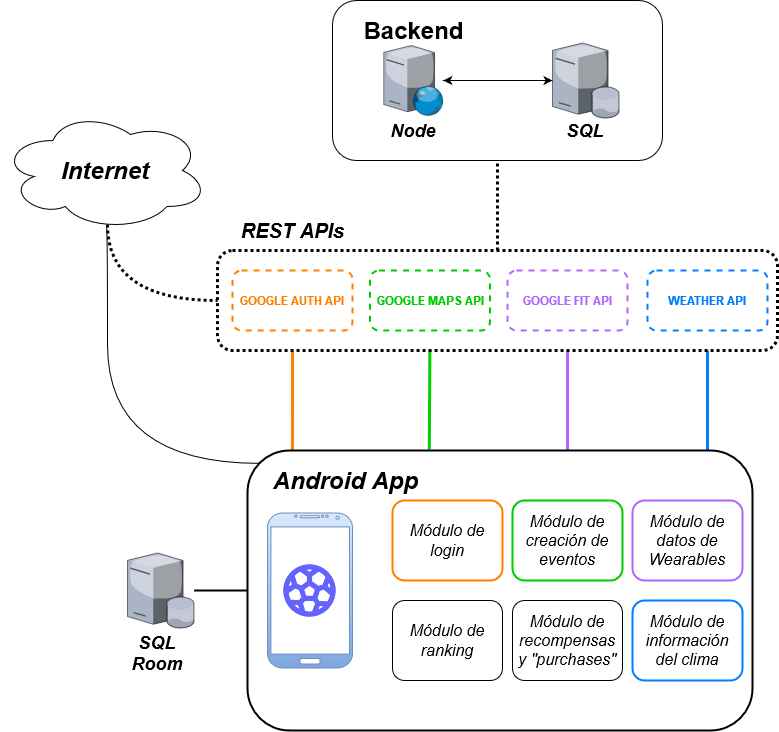 Backend
Node
SQL
Internet
REST APIs
GOOGLE AUTH API
GOOGLE MAPS API
GOOGLE FIT API
WEATHER API
Android App
Módulo de
login
Módulo de
creación de
eventos
Módulo de
datos de
Wearables
SQL
Room
Módulo de
ranking
Módulo de
recompensas
y "purchases"
Módulo de
información
del clima